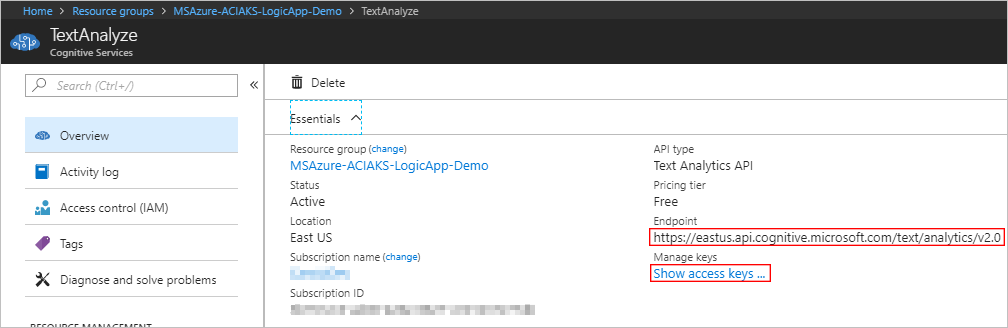 Home > Resource groups > MSAzure-ACIAKS-LogicApp-Demo > TextAnalyze
TextAnalyze
Cognitive Services
Search (Ctrl+/)
Overview
Activity log
Access control (IAM)
Tags
Diagnose and solve problems
RESOURCE MANAGEMENT
Delete
Essentials
Resource group (change)
MSAzure-ACIAKS-LogicApp-Demo
Status
Active
Location
East US
Subscription name (change)
Subscription ID
API type
Text Analytics API
Pricing tier
Free
Endpoint
https://eastus.api.cognitive.microsoft.com/text/analytics/v2.0
Manage keys
Show access keys ...